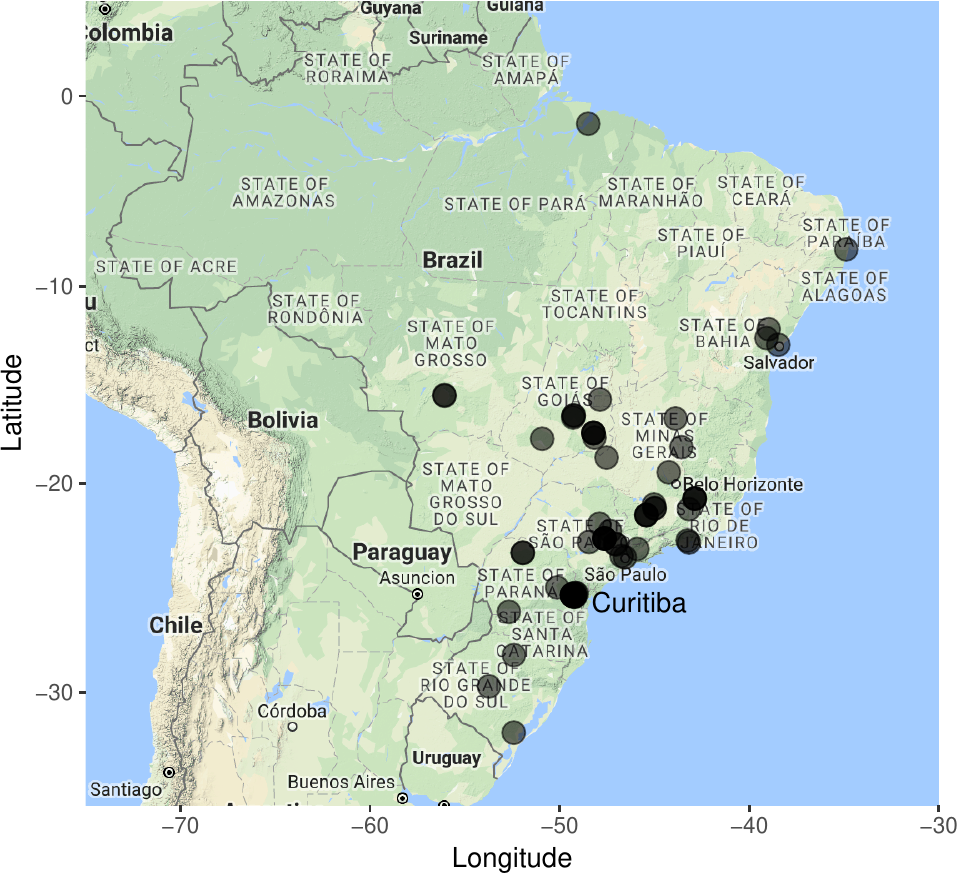 Guyana
Guiana
Colombia
Suriname
STATE OF
RORAIMA
STATE OF
AMAPÁ
0
STATE OF
AMAZONAS
STATE OF PARÁ
STATE OF
MARANHÃO
STATE OF
CEARÁ
STATE OF
PARAÍBA
STATE OF
PIAUÍ
Brazil
STATE OF ACRE
−10
STATE OF
ALAGOAS
STATE OF
RONDÔNIA
STATE OF
TOCANTINS
u
ct
STATE OF
MATO
GROSSO
STATE OF
BAHIA
Salvador
Latitude
STATE OF
GOIÁS
Bolivia
STATE OF
MINAS
GERAIS
STATE OF
MATO
GROSSO
DO SUL
−20
Belo Horizonte
STATE OF
RIO DE
JANEIRO
STATE OF
SÃO PAULO
Paraguay
Asuncion
São Paulo
STATE OF
PARANÁ
Curitiba
Chile
STATE OF
SANTA
CATARINA
STATE OF
RIO GRANDE
DO SUL
−30
Córdoba
Uruguay
Santiago
Buenos Aires
−70
−60
−50
−40
−30
Longitude